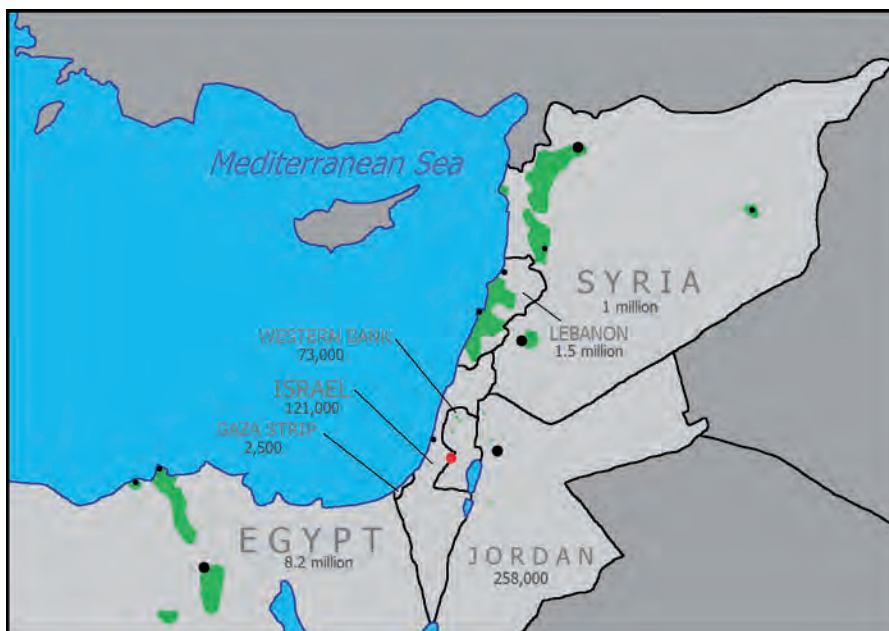 Mediterranean Sea
SYRIA
1 million
LEBANON
1.5 million
WESTERN BANK
73,000
ISRAEL
121,000
GAZA STRIP
2,500
EGYPT
8.2 million
JORDAN
258,000